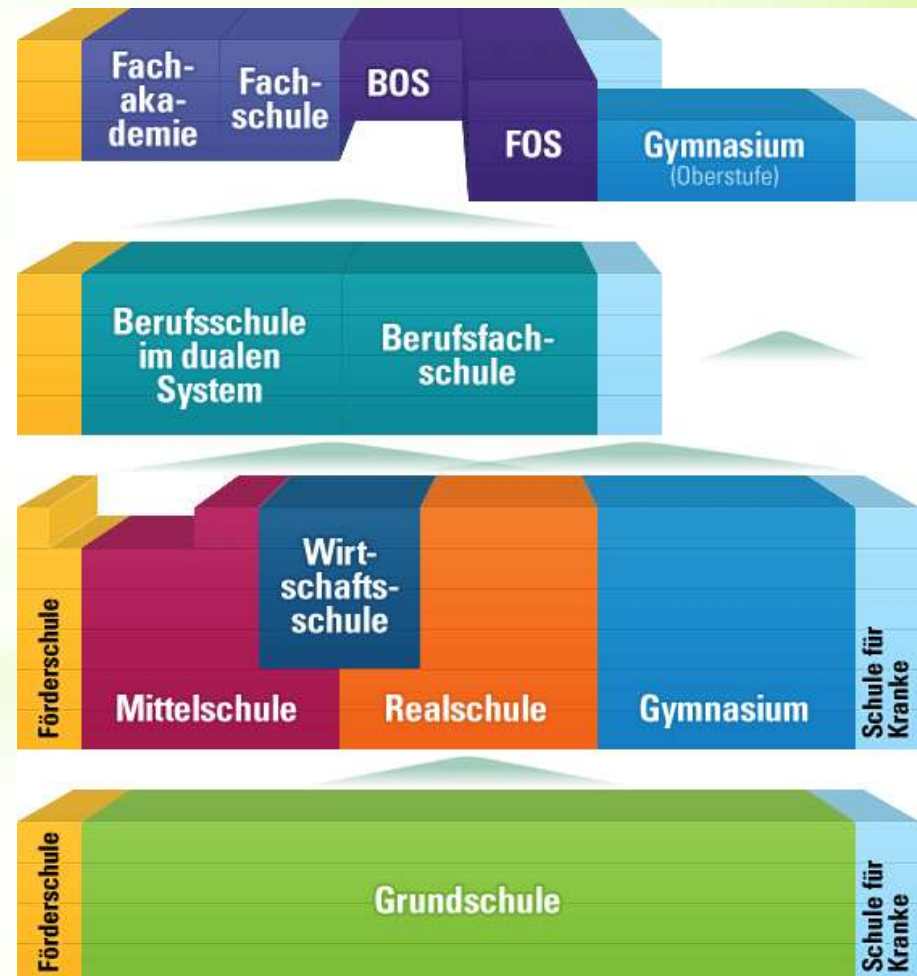 Fach-
aka-
demie
Fach-
schule
BOS
FOS
Gymnasium
(Oberstufe)
Berufsschule
im dualen
System
Berufsfach-
schule
Förderschule
Mittelschule
Wirt-
schafts-
schule
Realschule
Gymnasium
Schule für
Kranke
Förderschule
Grundschule
Schule für
Kranke